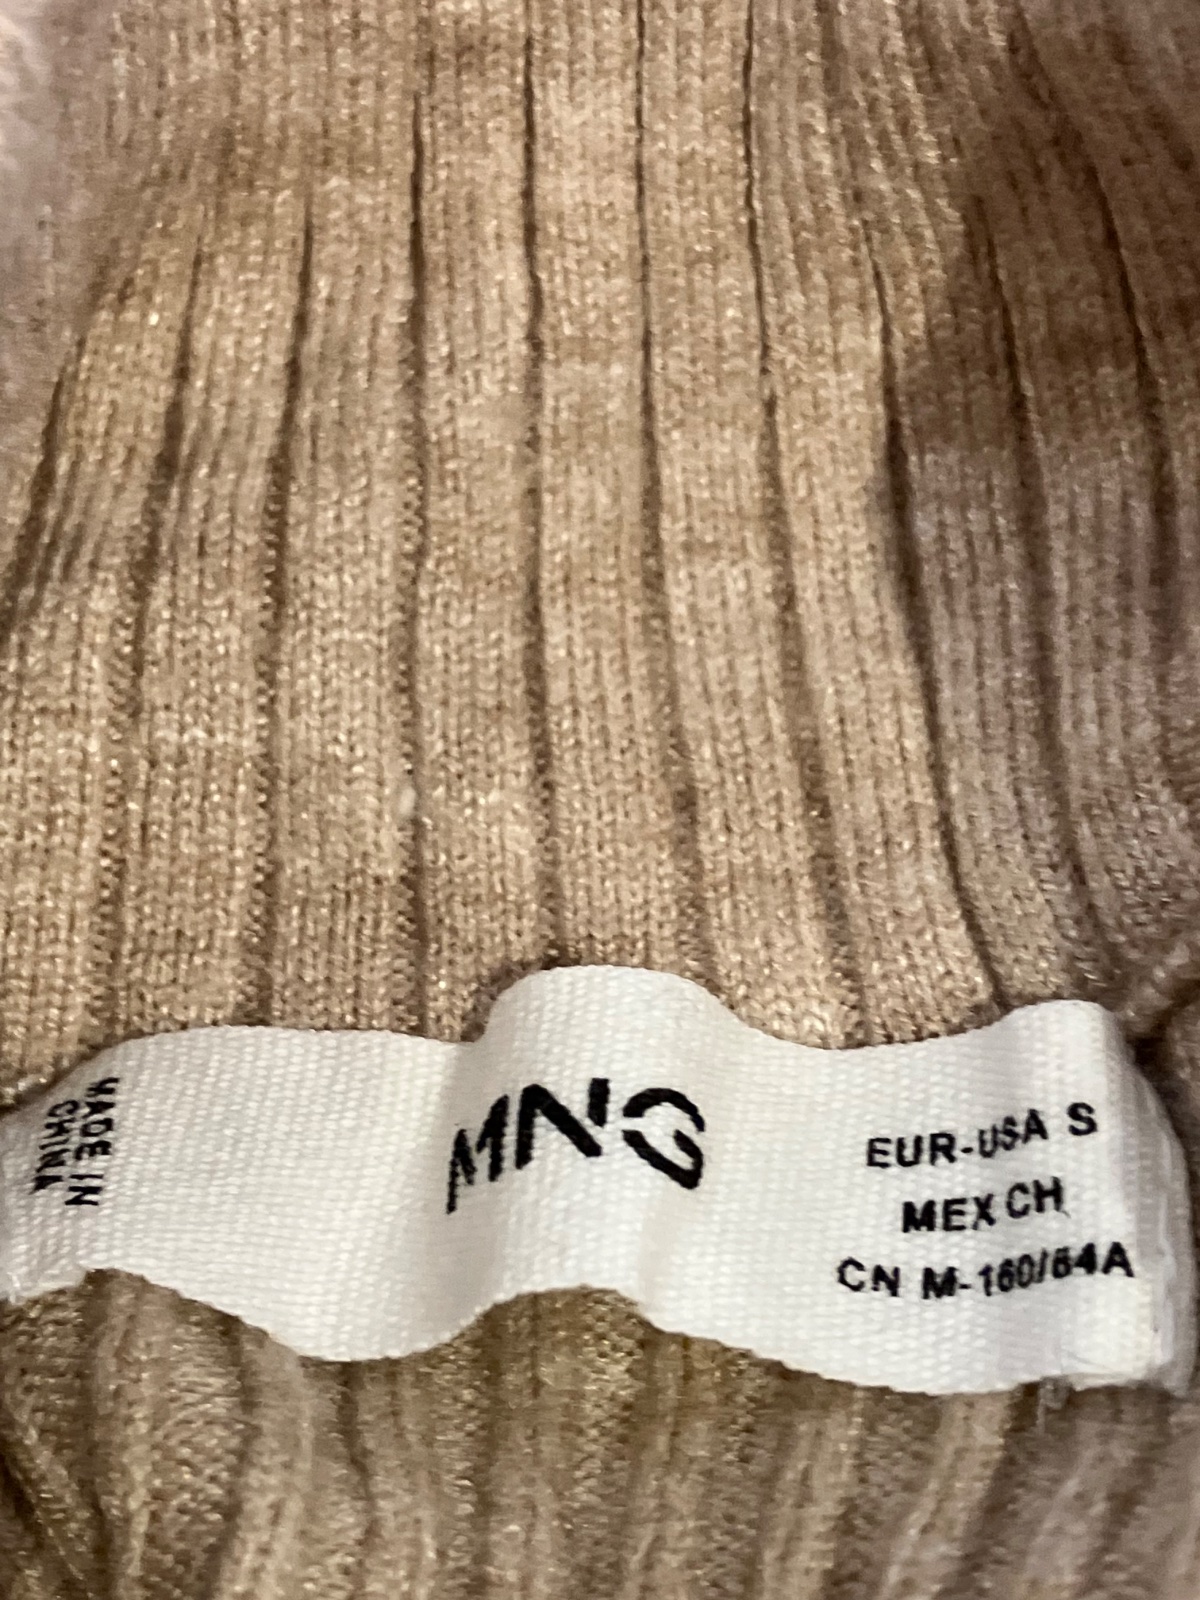 MADE IN
CHINA
MNG
EUR-USA S
MEX CH
CN M-160/84A